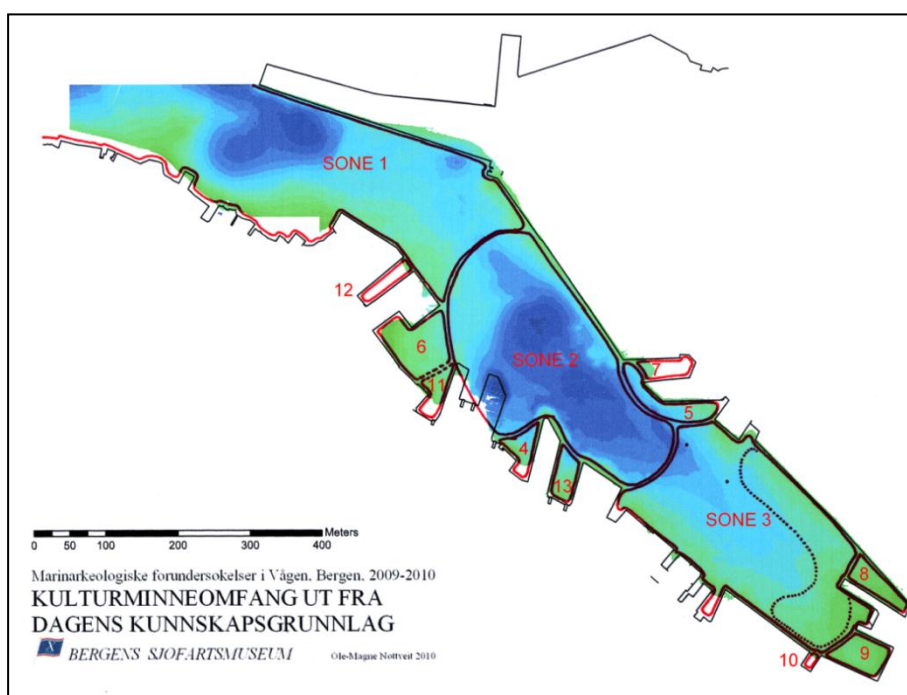 SONE 1
12
6
SONE 2
7
11
5
4
13
SONE 3
8
9
10
Meters
0 50 100 200 300 400
Marinarkeologiske forundersøkelser i Vågen, Bergen, 2009-2010
KULTURMINNEOMFANG UT FRA
DAGENS KUNNSKAPSGRUNNLAG
BERGENS SJØFARTSMUSEUM Ole-Magne Nøttveit 2010